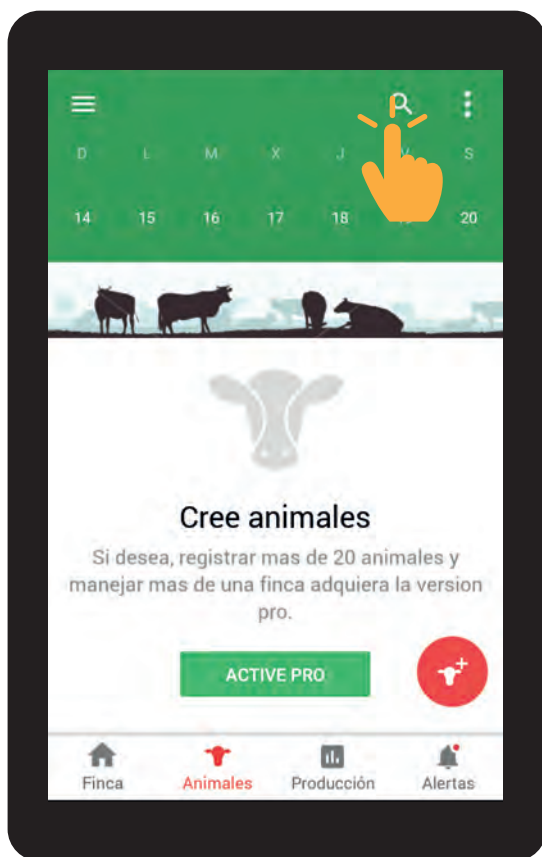 D L M X J V S
14 15 16 17 18 20
Cree animales
Si desea, registrar mas de 20 animales y
manejar mas de una finca adquiera la version
pro.
ACTIVE PRO
Finca Animales Producción Alertas